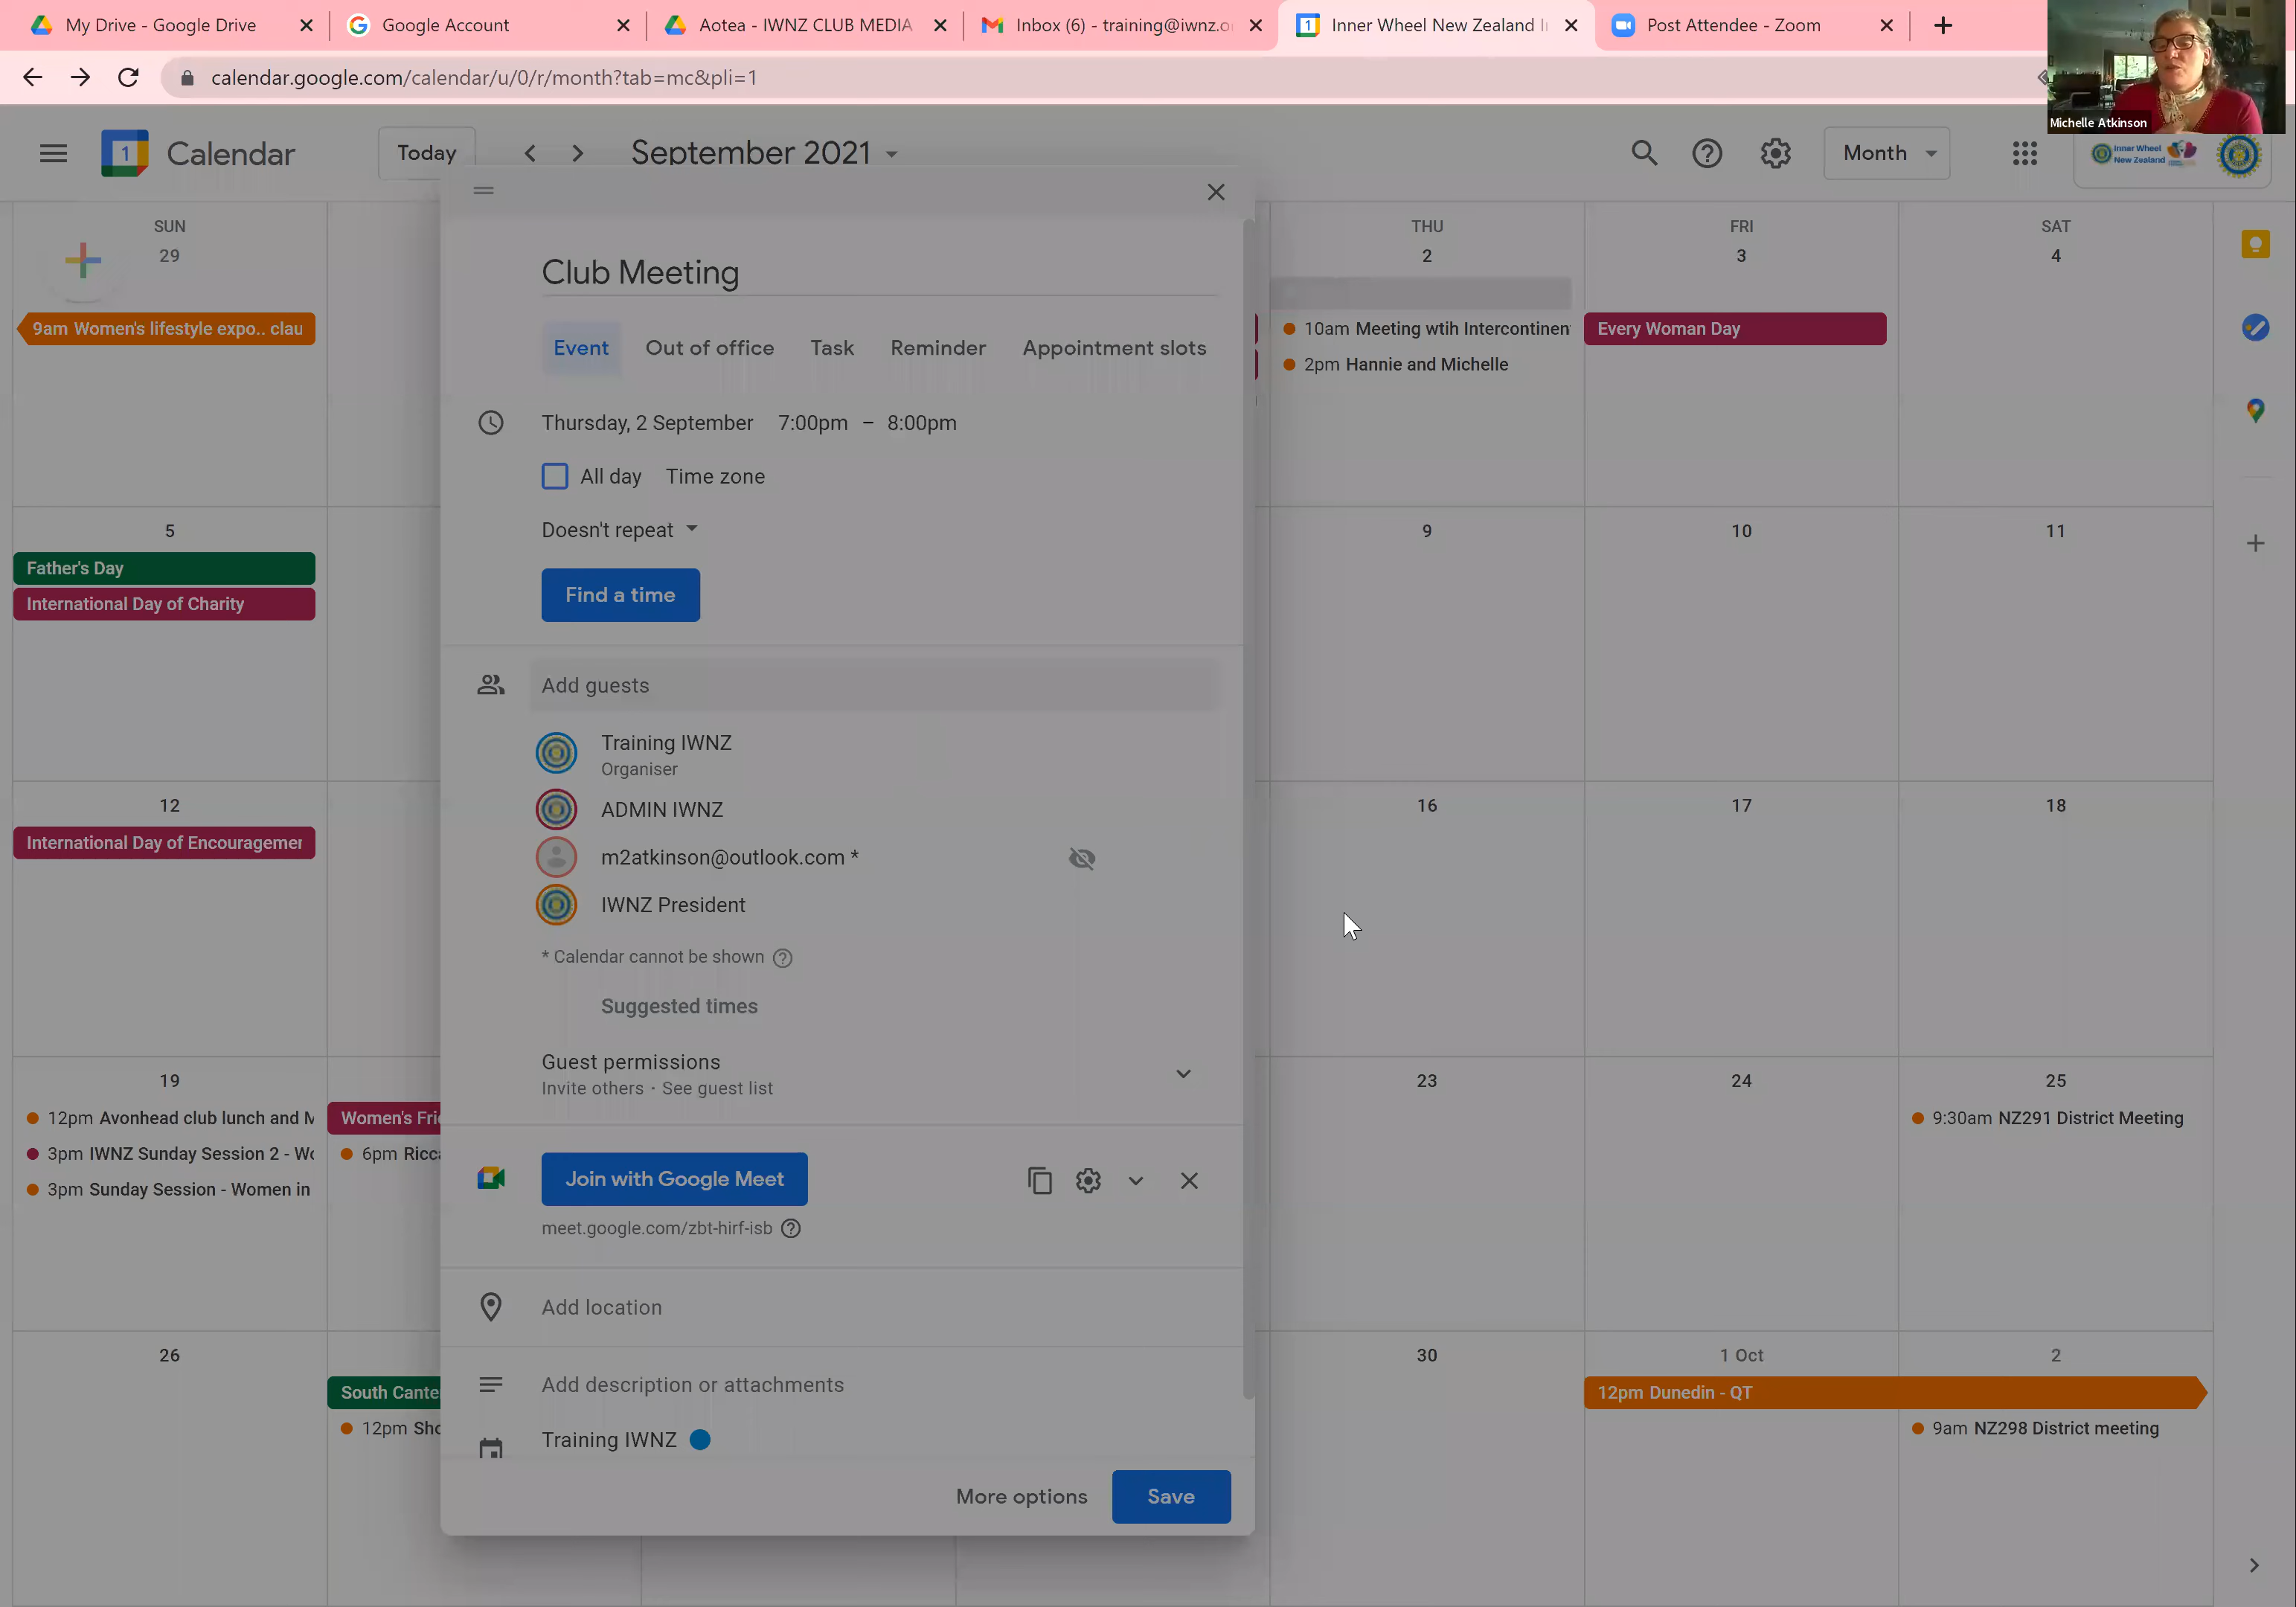 My Drive - Google Drive
Google Account
Aotea - IWNZ CLUB MEDIA
Inbox (6) - training@iwnz.o
Inner Wheel New Zealand I
Post Attendee - Zoom
calendar.google.com/calendar/u/0/r/month?tab=mc&pli=1
Michelle Atkinson
1
Calendar
Today
September 2021
Month
Inner Wheel
New Zealand
SUN
29
THU
2
FRI
3
SAT
4
9am Women's lifestyle expo.. clau
10am Meeting wtih Intercontinen
2pm Hannie and Michelle
Every Woman Day
Club Meeting
Event
Out of office
Task
Reminder
Appointment slots
Thursday, 2 September 7:00pm – 8:00pm
All day Time zone
Doesn't repeat
Find a time
Add guests
Training IWNZ
Organiser
ADMIN IWNZ
m2atkinson@outlook.com *
IWNZ President
* Calendar cannot be shown
Suggested times
Guest permissions
Invite others · See guest list
Join with Google Meet
meet.google.com/zbt-hirf-isb
Add location
Add description or attachments
Training IWNZ
More options
Save
5
9
10
11
Father's Day
International Day of Charity
12
16
17
18
International Day of Encouragemer
19
23
24
25
12pm Avonhead club lunch and M
3pm IWNZ Sunday Session 2 - Wo
3pm Sunday Session - Women in
Women's Frie
6pm Ricca
9:30am NZ291 District Meeting
26
30
1 Oct
2
South Cante
12pm Sho
12pm Dunedin - QT
9am NZ298 District meeting